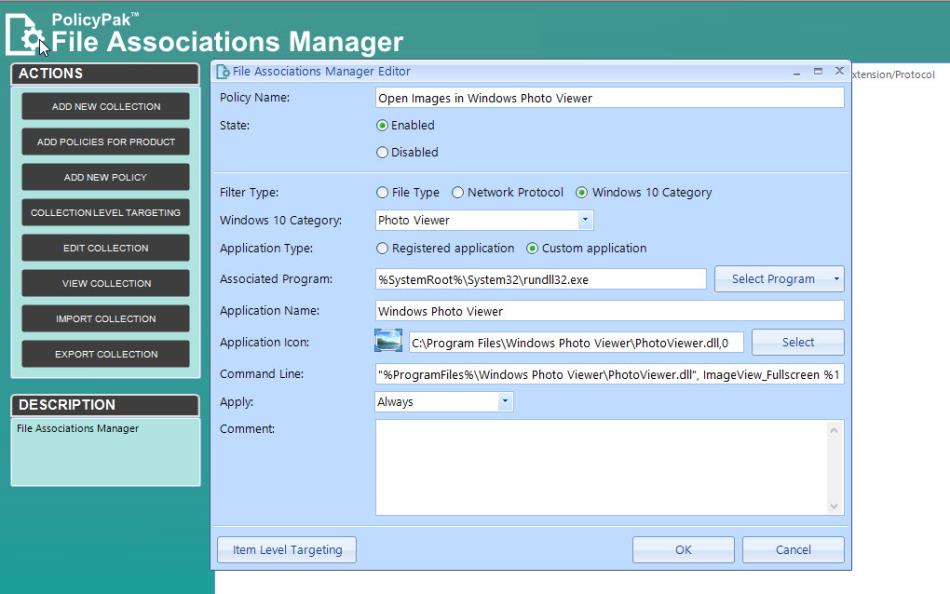 PolicyPak™
File Associations Manager
ACTIONS
ADD NEW COLLECTION
ADD POLICIES FOR PRODUCT
ADD NEW POLICY
COLLECTION LEVEL TARGETING
EDIT COLLECTION
VIEW COLLECTION
IMPORT COLLECTION
EXPORT COLLECTION
DESCRIPTION
File Associations Manager
File Associations Manager Editor
xtension/Protocol
Policy Name: Open Images in Windows Photo Viewer
State: Enabled
Disabled
Filter Type: File Type Network Protocol Windows 10 Category
Windows 10 Category: Photo Viewer
Application Type: Registered application Custom application
Associated Program: %SystemRoot%\System32\rundll32.exe Select Program
Application Name: Windows Photo Viewer
Application Icon: C:\Program Files\Windows Photo Viewer\PhotoViewer.dll,0 Select
Command Line: "%ProgramFiles%\Windows Photo Viewer\PhotoViewer.dll", ImageView_Fullscreen %1
Apply: Always
Comment:
Item Level Targeting OK Cancel